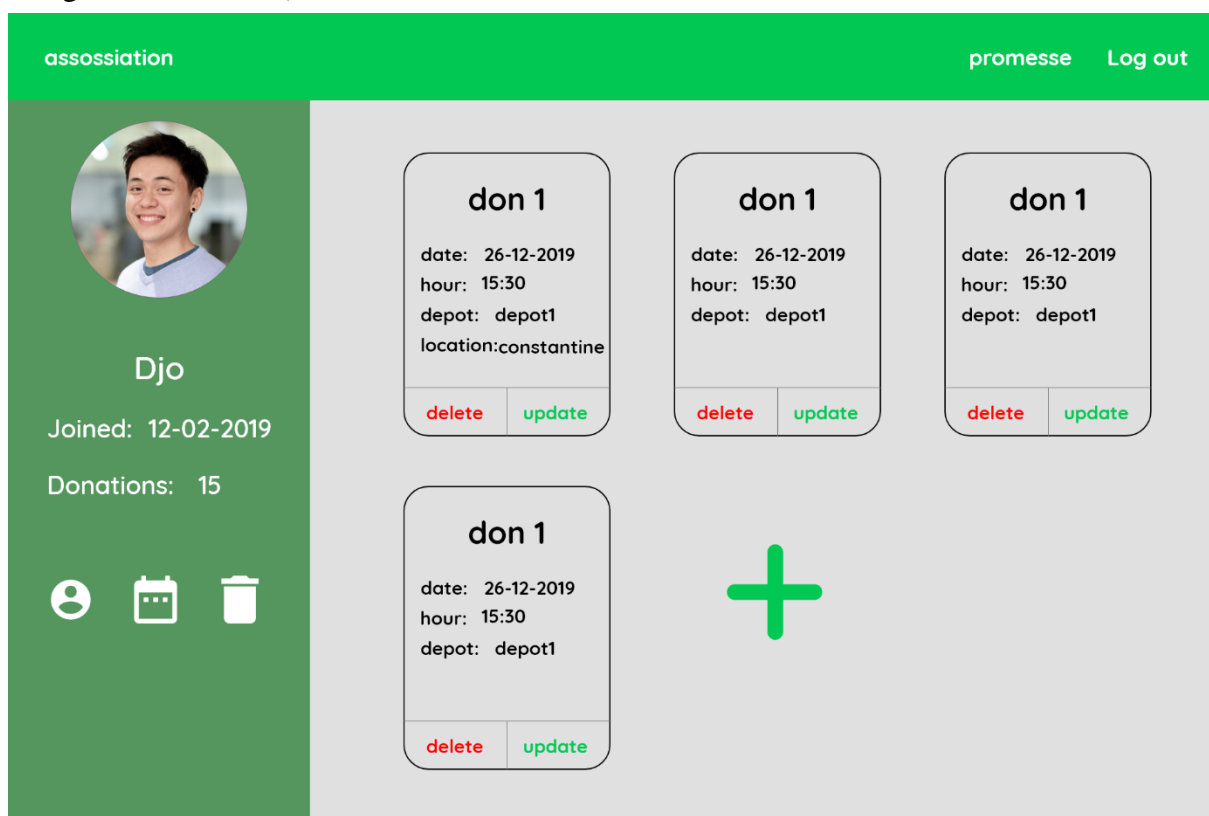 assossiation promesse Log out
Djo
Joined: 12-02-2019
Donations: 15
don 1
date: 26-12-2019
hour: 15:30
depot: depot1
location:constantine
delete update
don 1
date: 26-12-2019
hour: 15:30
depot: depot1
delete update
don 1
date: 26-12-2019
hour: 15:30
depot: depot1
delete update
don 1
date: 26-12-2019
hour: 15:30
depot: depot1
delete update